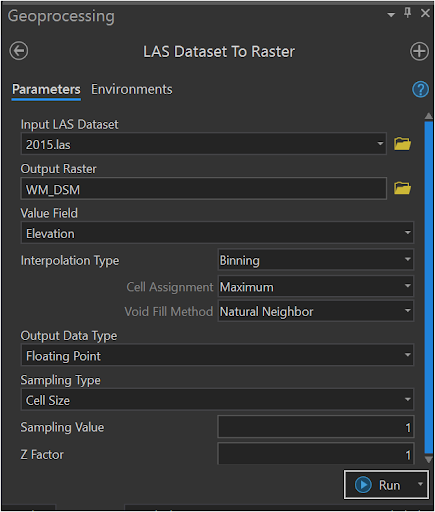 Geoprocessing
LAS Dataset To Raster
Parameters Environments
Input LAS Dataset
2015.las
Output Raster
WM_DSM
Value Field
Elevation
Interpolation Type Binning
Cell Assignment Maximum
Void Fill Method Natural Neighbor
Output Data Type
Floating Point
Sampling Type
Cell Size
Sampling Value 1
Z Factor 1
Run